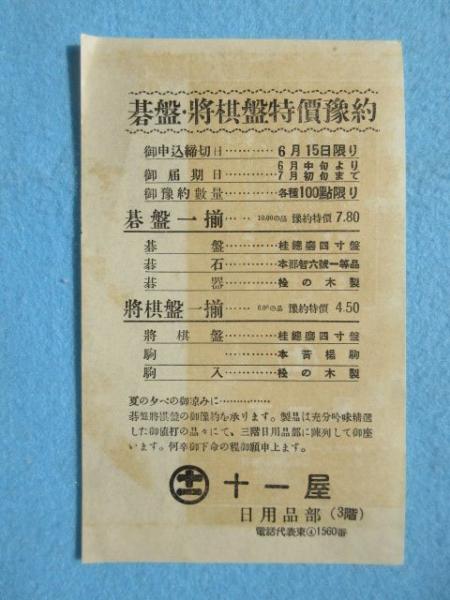 碁盤・將棋盤特價豫約
御申込締切日…………6月15日限り
御届期日…………6月中旬より
7月初旬まで
御豫約數量…………各種100點限り
碁盤一揃…… 10.00の品 豫約特價 7.80
碁盤…………桂總磨四寸盤
碁石…………本那智六號一等品
碁器…………栓の木製
將棋盤一揃…… 6.00の品 豫約特價 4.50
將棋盤…………桂總磨四寸盤
駒…………本黃楊駒
駒入…………栓の木製
夏の夕べの御凉みに…………
碁盤將棋盤の御豫約を承ります。製品は充分吟味精選
した御値打の品々にて、三階日用品部に陳列して御座
います。何卒御下命の程御願申上ます。
十一 十一屋
日用品部(3階)
電話代表東④1560番